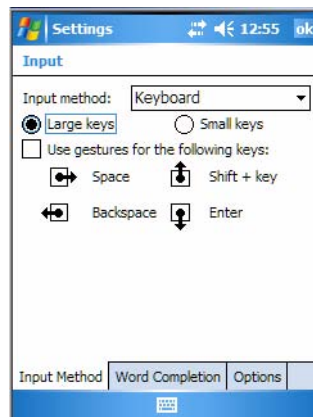 Settings 12:55 ok
Input
Input method: Keyboard
Large keys Small keys
Use gestures for the following keys:
Space Shift + key
Backspace Enter
Input Method Word Completion Options